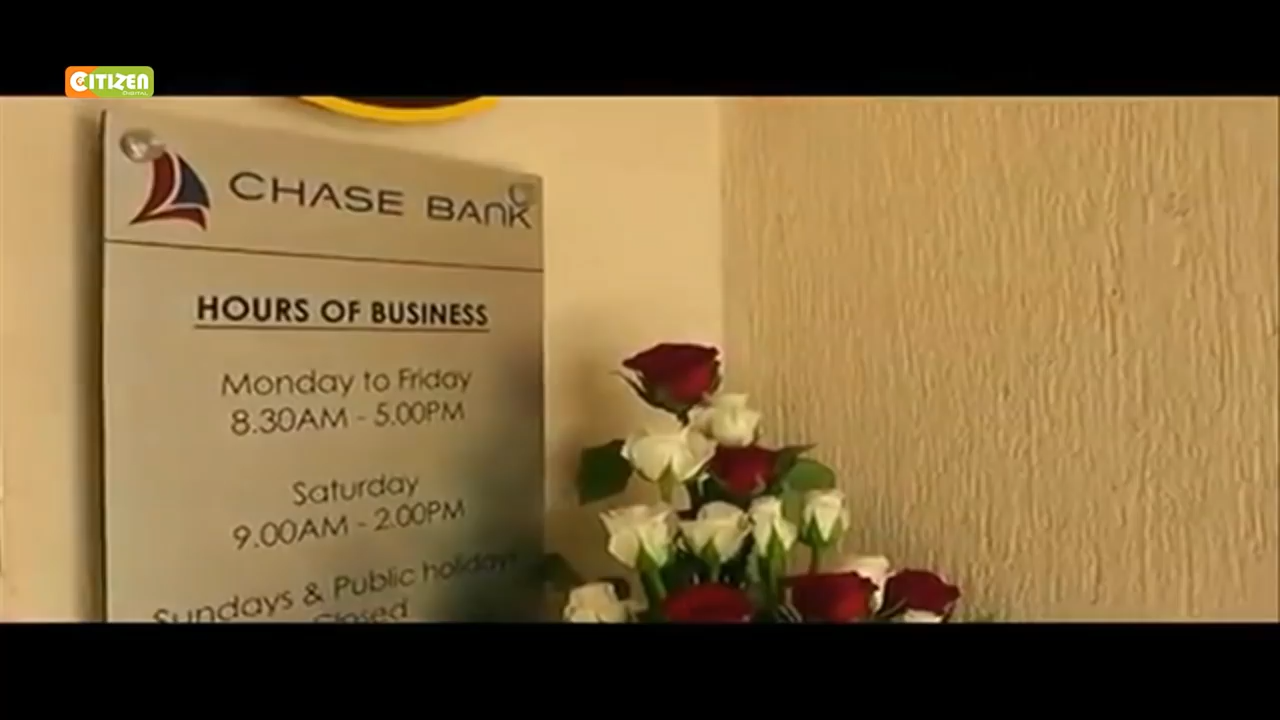 CITIZEN
DIGITAL
CHASE BANK
HOURS OF BUSINESS
Monday to Friday
8.30AM - 5.00PM
Saturday
9.00AM - 2.00PM
Sundays & Public holidays
Closed